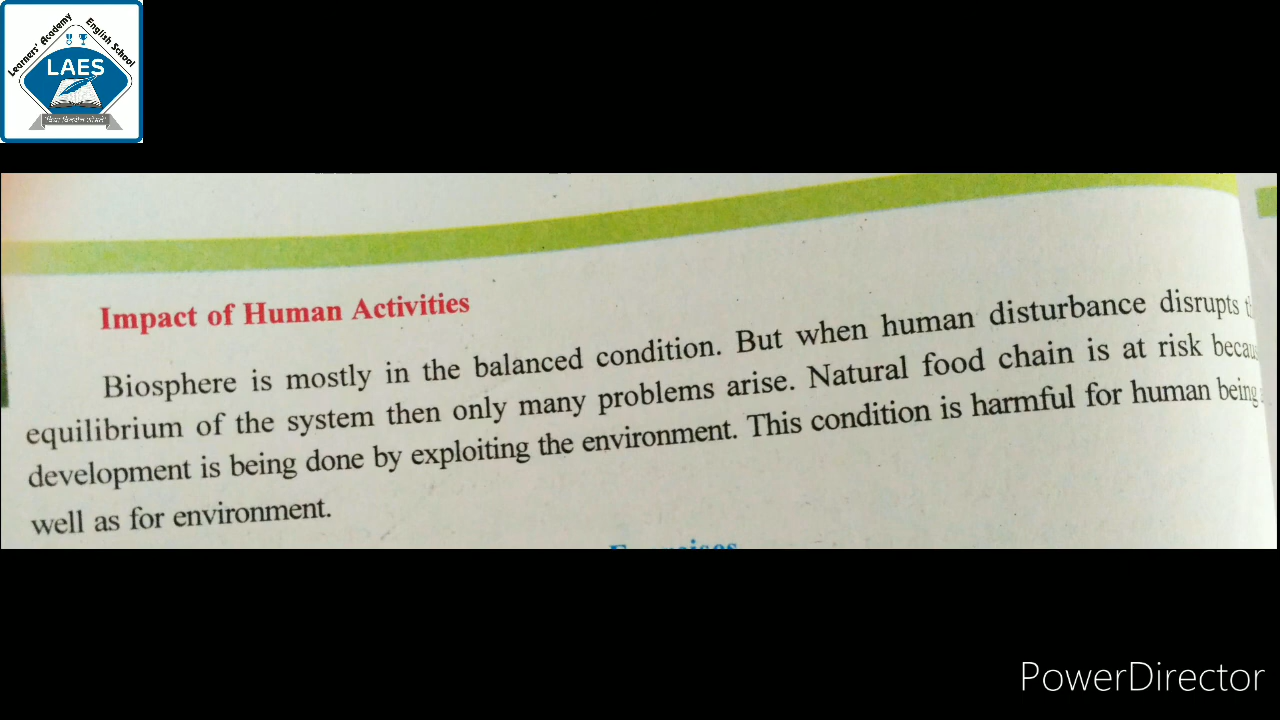 Learners' Academy English School
LAES
Impact of Human Activities
Biosphere is mostly in the balanced condition. But when human disturbance disrupts
equilibrium of the system then only many problems arise. Natural food chain is at risk
development is being done by exploiting the environment. This condition is harmful for human being
well as for environment.
PowerDirector